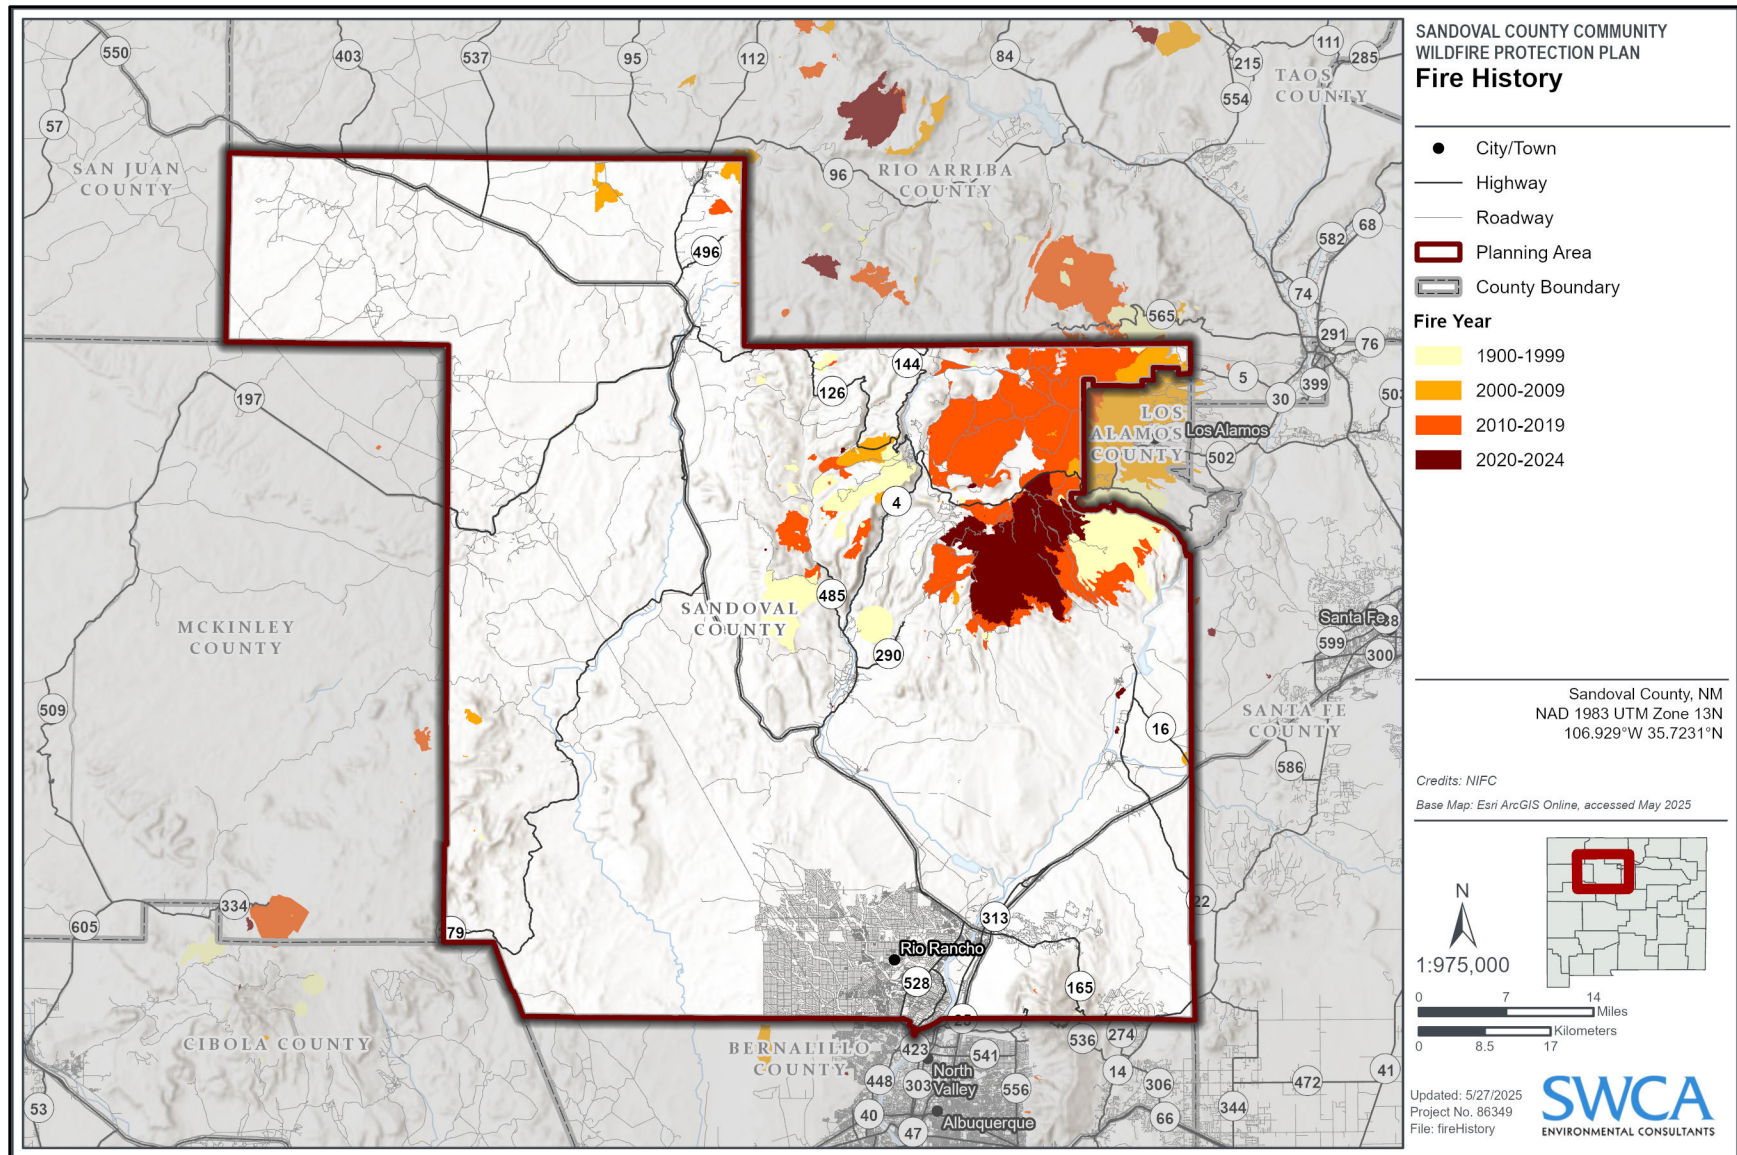 SANDOVAL COUNTY COMMUNITY
WILDFIRE PROTECTION PLAN
Fire History
City/Town
Highway
Roadway
Planning Area
County Boundary
Fire Year
1900-1999
2000-2009
2010-2019
2020-2024
Sandoval County, NM
NAD 1983 UTM Zone 13N
106.929°W 35.7231°N
Credits: NIFC
Base Map: Esri ArcGIS Online, accessed May 2025
N
1:975,000
0 7 14
Miles
Kilometers
0 8.5 17
Updated: 5/27/2025
Project No. 86349
File: fireHistory
SWCA
ENVIRONMENTAL CONSULTANTS
550
403
537
95
112
84
111
285
215
TAOS
COUNTY
554
57
SAN JUAN
COUNTY
96
RIO ARRIBA
COUNTY
68
582
496
74
565
291
76
144
126
5
399
30
503
197
LOS
ALAMOS
COUNTY
Los Alamos
502
4
485
SANDOVAL
COUNTY
290
MCKINLEY
COUNTY
Santa Fe
599
300
509
16
SANTA FE
COUNTY
586
334
605
79
313
22
Rio Rancho
528
165
25
CIBOLA COUNTY
BERNALILLO
COUNTY
423
541
536
274
North
Valley
448
303
556
14
306
472
41
53
40
47
Albuquerque
66
344